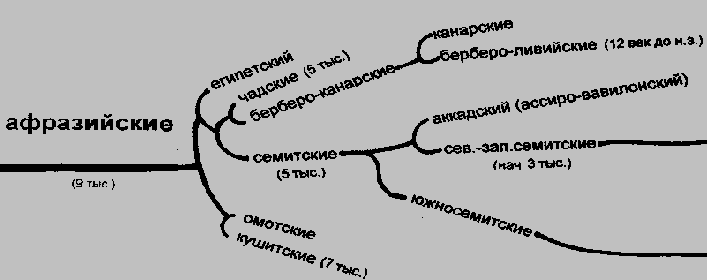 канарские
берберо-ливийские (12 век до н.э.)
египетский
чадские (5 тыс.)
берберо-канарские
аккадский (ассиро-вавилонский)
афразийские
(9 тыс.)
семитские
(5 тыс.)
сев.-зап.семитские
(нач 3 тыс.)
южносемитские
омотские
кушитские (7 тыс.)